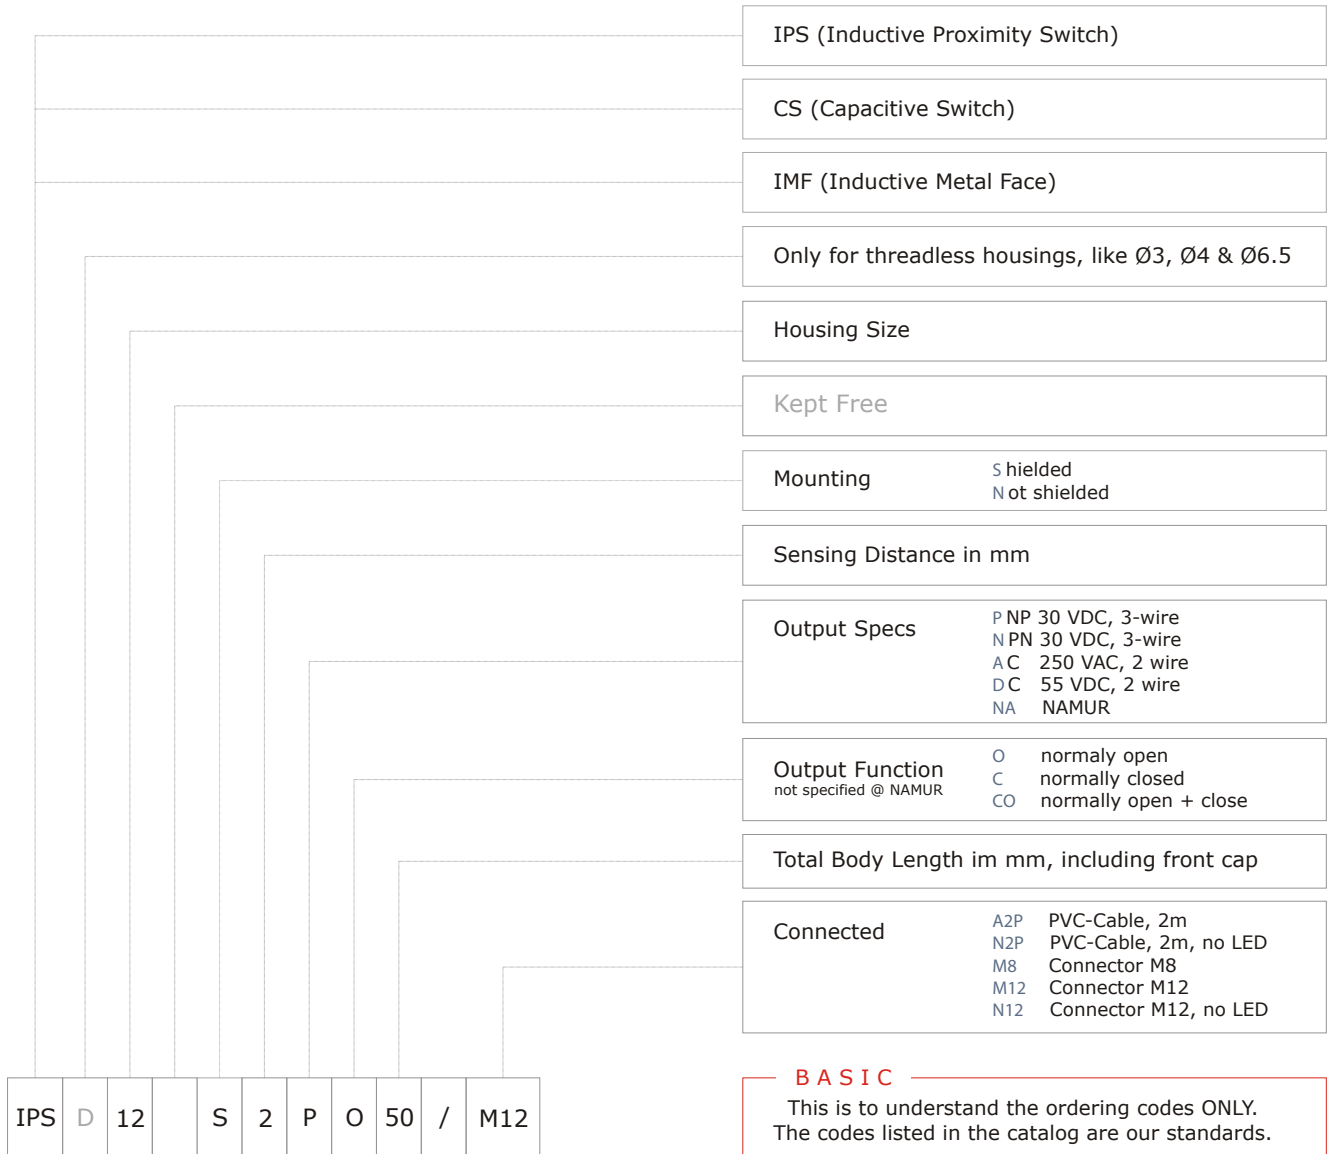 IPS (Inductive Proximity Switch)
CS (Capacitive Switch)
IMF (Inductive Metal Face)
Only for threadless housings, like Ø3, Ø4 & Ø6.5
Housing Size
Kept Free
Mounting
S hielded
N ot shielded
Sensing Distance in mm
Output Specs
P NP 30 VDC, 3-wire
N PN 30 VDC, 3-wire
A C 250 VAC, 2 wire
D C 55 VDC, 2 wire
NA NAMUR
Output Function
not specified @ NAMUR
O normaly open
C normally closed
CO normally open + close
Total Body Length im mm, including front cap
Connected
A2P PVC-Cable, 2m
N2P PVC-Cable, 2m, no LED
M8 Connector M8
M12 Connector M12
N12 Connector M12, no LED
IPS D 12 S 2 P O 50 / M12
BASIC
This is to understand the ordering codes ONLY.
The codes listed in the catalog are our standards.